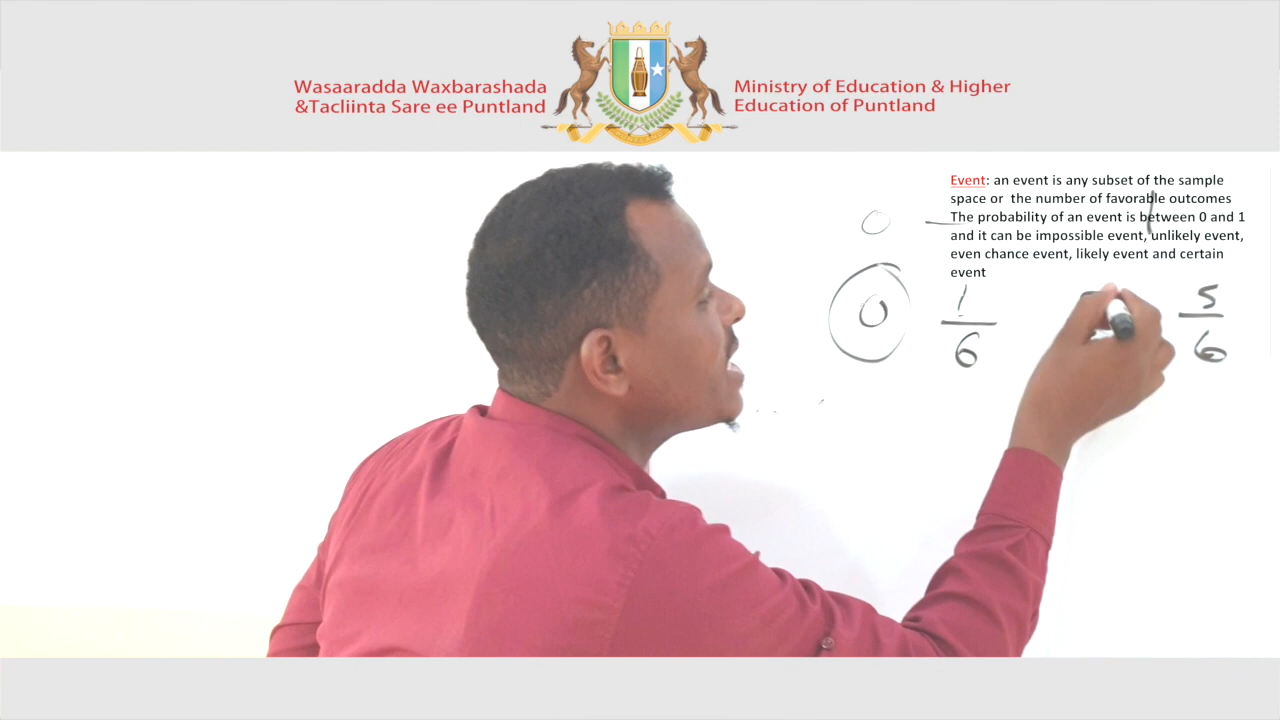 Wasaaradda Waxbarashada
&Tacliinta Sare ee Puntland
Ministry of Education & Higher
Education of Puntland
Event: an event is any subset of the sample
space or the number of favorable outcomes
The probability of an event is between 0 and 1
and it can be impossible event, unlikely event,
even chance event, likely event and certain
event
0 — 1
0 1/6 5/6